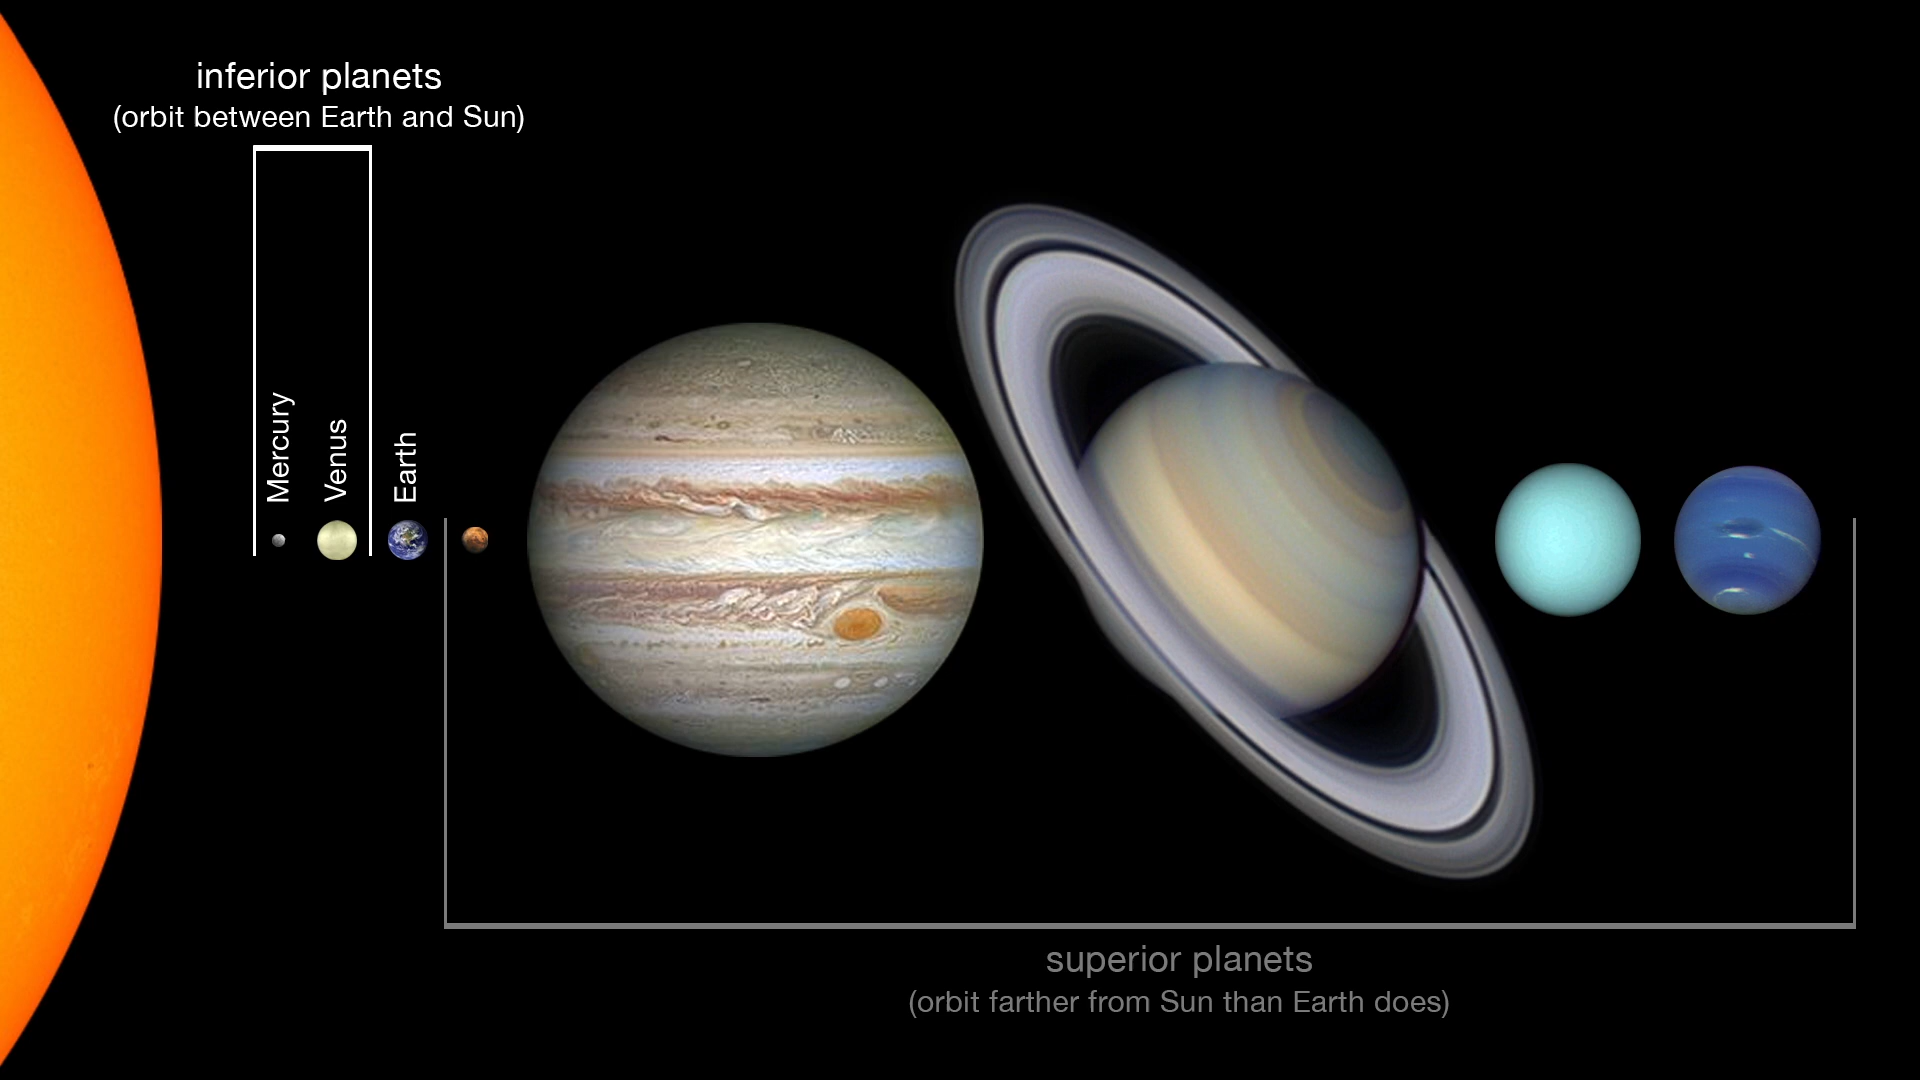 inferior planets
(orbit between Earth and Sun)
Mercury
Venus
Earth
superior planets
(orbit farther from Sun than Earth does)